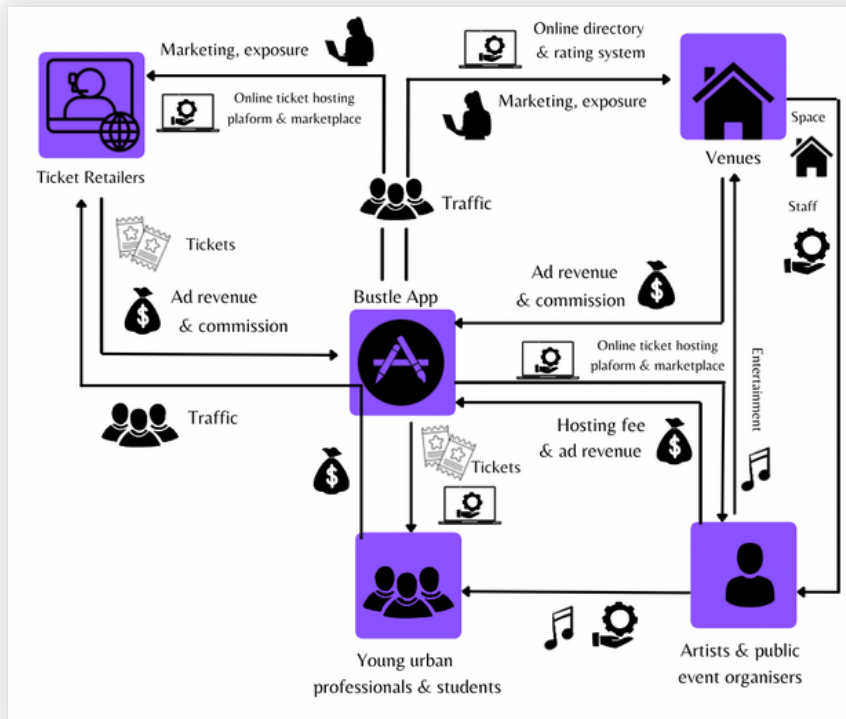 Marketing, exposure
Online ticket hosting
plaform & marketplace
Ticket Retailers
Online directory
& rating system
Marketing, exposure
Venues
Space
Staff
Traffic
Tickets
Ad revenue
& commission
Bustle App
Ad revenue
& commission
Online ticket hosting
plaform & marketplace
Entertainment
Traffic
Hosting fee
& ad revenue
Tickets
Young urban
professionals & students
Artists & public
event organisers